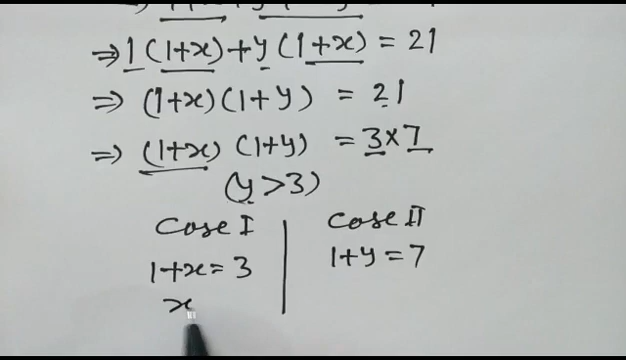 ⇒ 1(1+x)+y(1+x) = 21
⇒ (1+x)(1+y) = 21
⇒ (1+x)(1+y) = 3×7
(y>3)
Case I
1+x=3
x
Case II
1+y=7